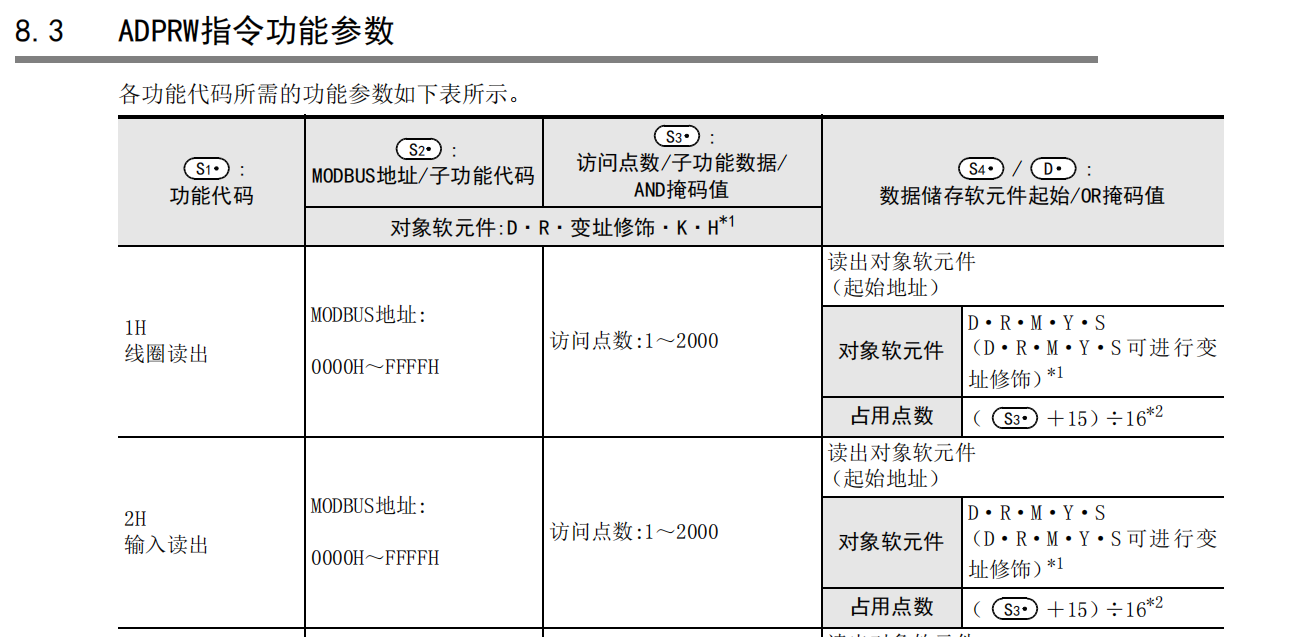 8.3 ADPRW指令功能参数
各功能代码所需的功能参数如下表所示。
S1· :
功能代码
S2· :
MODBUS地址/子功能代码
S3· :
访问点数/子功能数据/
AND掩码值
S4· / D· :
数据储存软元件起始/OR掩码值
对象软元件:D·R·变址修饰·K·H*1
1H
线圈读出
MODBUS地址:
0000H~FFFFH
访问点数:1~2000
读出对象软元件
(起始地址)
对象软元件
D·R·M·Y·S
(D·R·M·Y·S可进行变
址修饰)*1
占用点数
( S3· +15)÷16*2
2H
输入读出
MODBUS地址:
0000H~FFFFH
访问点数:1~2000
读出对象软元件
(起始地址)
对象软元件
D·R·M·Y·S
(D·R·M·Y·S可进行变
址修饰)*1
占用点数
( S3· +15)÷16*2